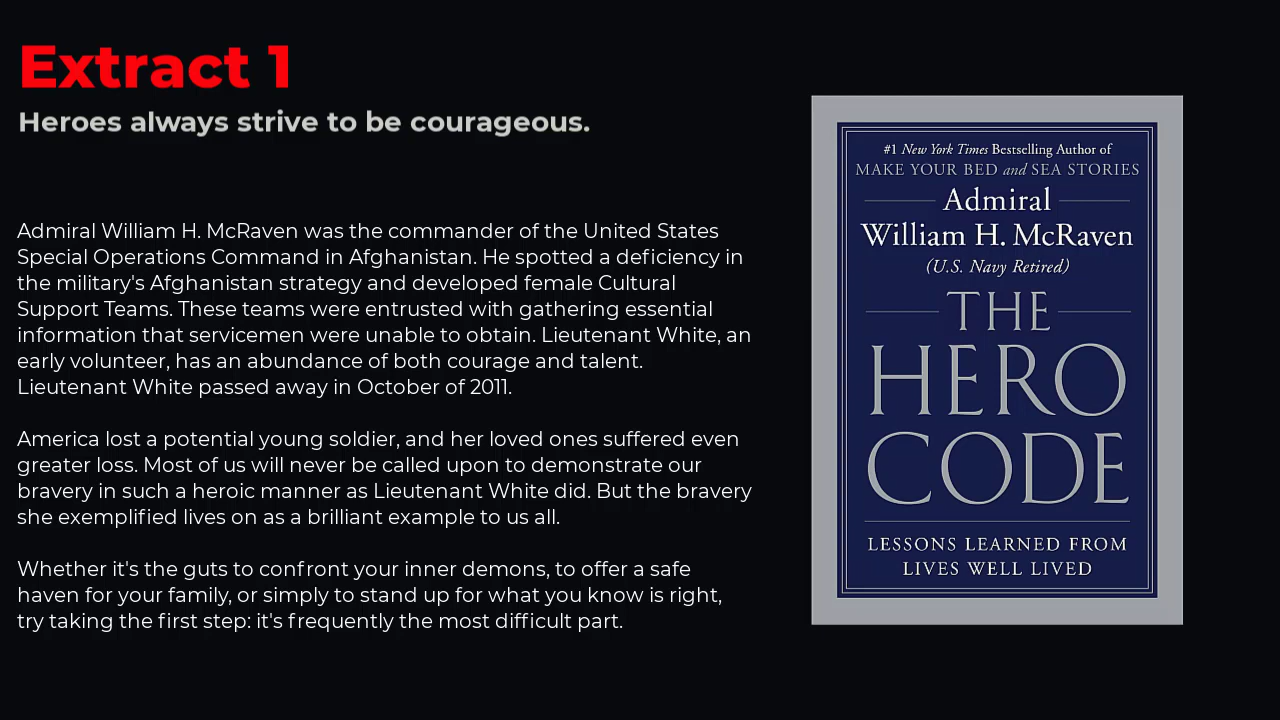 Extract 1
Heroes always strive to be courageous.
Admiral William H. McRaven was the commander of the United States
Special Operations Command in Afghanistan. He spotted a deficiency in
the military's Afghanistan strategy and developed female Cultural
Support Teams. These teams were entrusted with gathering essential
information that servicemen were unable to obtain. Lieutenant White, an
early volunteer, has an abundance of both courage and talent.
Lieutenant White passed away in October of 2011.
America lost a potential young soldier, and her loved ones suffered even
greater loss. Most of us will never be called upon to demonstrate our
bravery in such a heroic manner as Lieutenant White did. But the bravery
she exemplified lives on as a brilliant example to us all.
Whether it's the guts to confront your inner demons, to offer a safe
haven for your family, or simply to stand up for what you know is right,
try taking the first step: it's frequently the most difficult part.
#1 New York Times Bestselling Author of
MAKE YOUR BED and SEA STORIES
Admiral
William H. McRaven
(U.S. Navy Retired)
THE
HERO
CODE
LESSONS LEARNED FROM
LIVES WELL LIVED